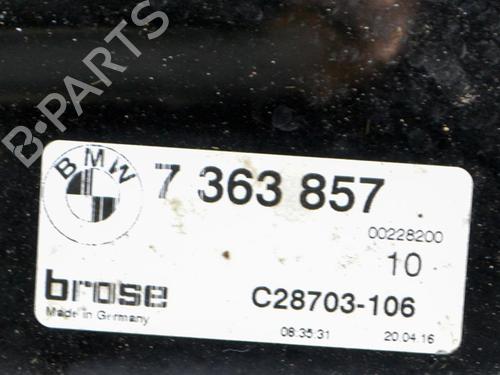 B-PARTS
BMW
7 363 857
00228200
10
brose
C28703-106
Made in Germany
08:35.31
20.04.16